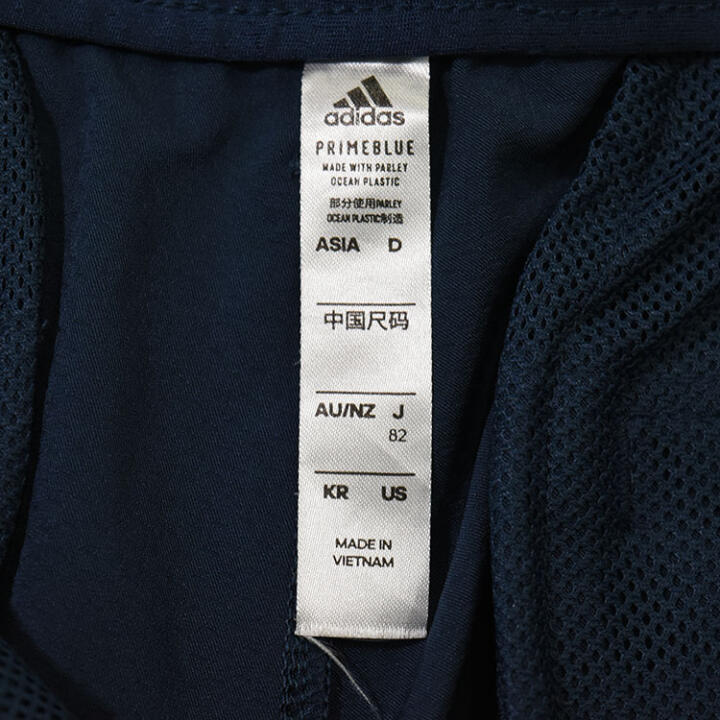 adidas
PRIMEBLUE
MADE WITH PARLEY
OCEAN PLASTIC
部分使用PARLEY
OCEAN PLASTIC制造
ASIA D
中国尺码
AU/NZ J
82
KR US
MADE IN
VIETNAM